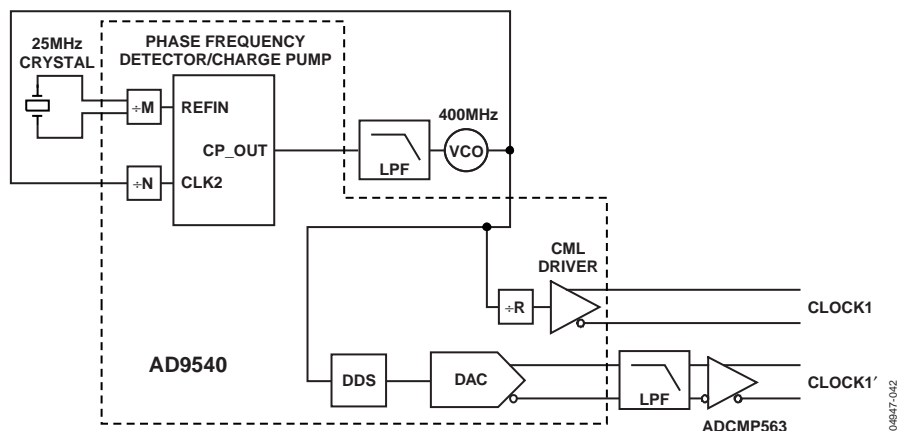 25MHz
CRYSTAL
PHASE FREQUENCY
DETECTOR/CHARGE PUMP
÷M
REFIN
CP_OUT
÷N
CLK2
LPF
400MHz
VCO
CML
DRIVER
÷R
CLOCK1
AD9540
DDS
DAC
LPF
CLOCK1′
ADCMP563
04947-042